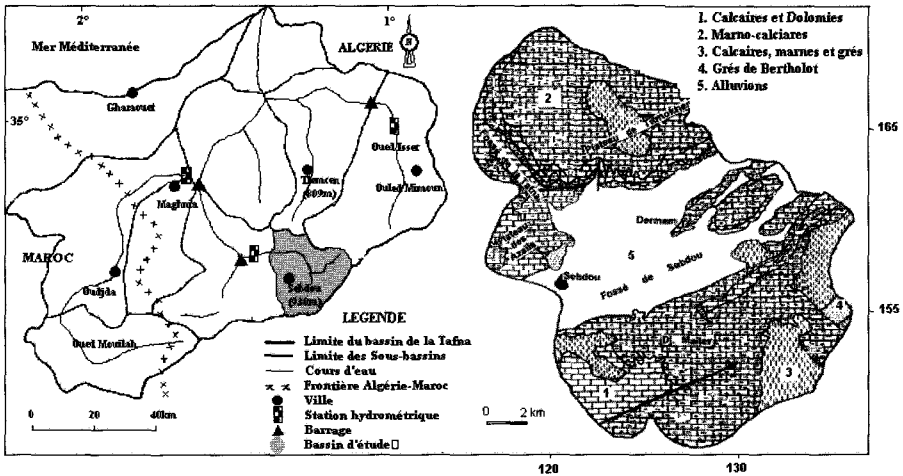 2°
1°
Mer Méditerranée
ALGERIE
N
Ghazaouet
35°
Oued Isser
Tlemcen
(809m)
Ouled Mimoun
Maghnia
MAROC
Oudjda
Sebdou
Oued Mouilah
LEGENDE
Limite du bassin de la Tafna
Limite des Sous-bassins
Cours d'eau
Frontière Algérie-Maroc
Ville
Station hydrométrique
Barrage
Bassin d'étude
0 20 40km
1. Calcaires et Dolomies
2. Marno-calciares
3. Calcaires, marnes et grés
4. Grés de Bertholot
5. Alluvions
2
165
Dermam
5
Sebdou
Fossé de Sebdou
155
4
3
1
0 2 km
120
130